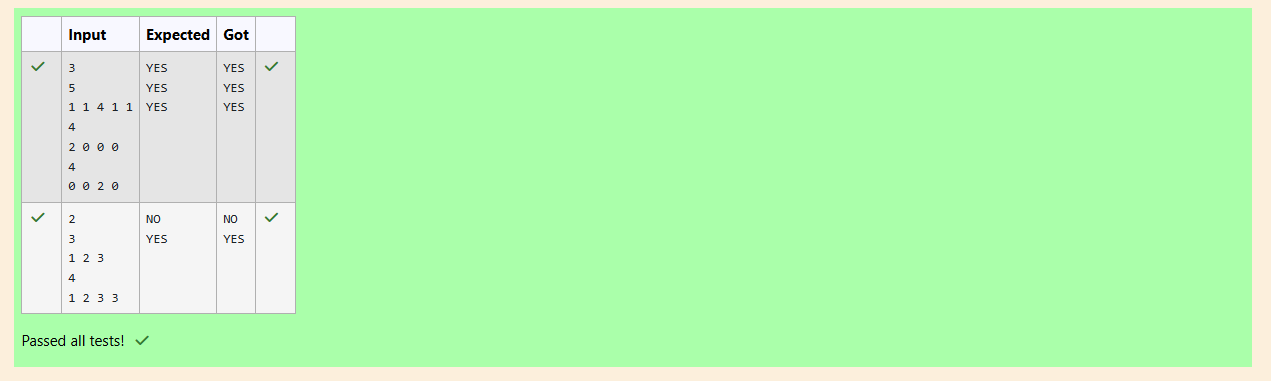 Input Expected Got
3 YES YES
5 YES YES
1 1 4 1 1 YES YES
4
2 0 0 0
4
0 0 2 0
2 NO NO
3 YES YES
1 2 3
4
1 2 3 3
Passed all tests!